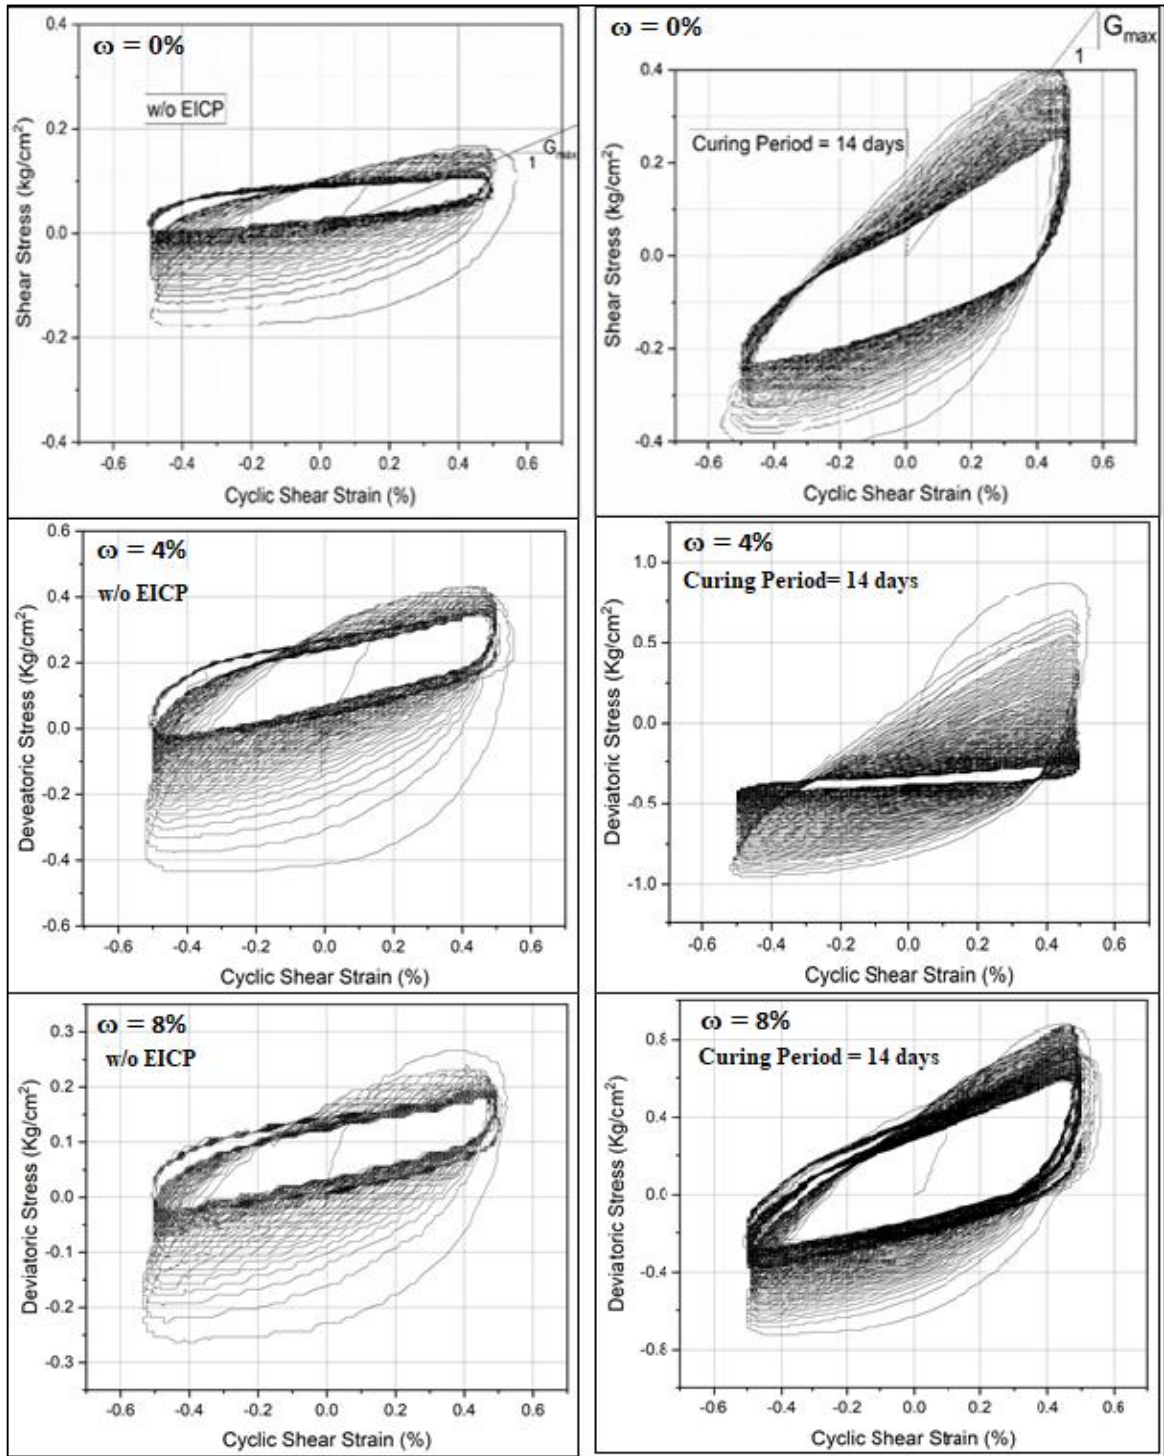 ω = 0%
w/o EICP
G_max
1
0.4
0.2
0.0
-0.2
-0.4
Shear Stress (kg/cm²)
-0.6 -0.4 -0.2 0.0 0.2 0.4 0.6
Cyclic Shear Strain (%)
ω = 0%
G_max
1
Curing Period = 14 days
0.4
0.2
0.0
-0.2
-0.4
Shear Stress (kg/cm²)
-0.6 -0.4 -0.2 0.0 0.2 0.4 0.6
Cyclic Shear Strain (%)
ω = 4%
w/o EICP
0.6
0.4
0.2
0.0
-0.2
-0.4
-0.6
Deveatoric Stress (Kg/cm²)
-0.6 -0.4 -0.2 0.0 0.2 0.4 0.6
Cyclic Shear Strain (%)
ω = 4%
Curing Period= 14 days
1.0
0.5
0.0
-0.5
-1.0
Deviatoric Stress (Kg/cm²)
-0.6 -0.4 -0.2 0.0 0.2 0.4 0.6
Cyclic Shear Strain (%)
ω = 8%
w/o EICP
0.3
0.2
0.1
0.0
-0.1
-0.2
-0.3
Deviatoric Stress (Kg/cm²)
-0.6 -0.4 -0.2 0.0 0.2 0.4 0.6
Cyclic Shear Strain (%)
ω = 8%
Curing Period = 14 days
0.8
0.4
0.0
-0.4
-0.8
Deviatoric Stress (Kg/cm²)
-0.6 -0.4 -0.2 0.0 0.2 0.4 0.6
Cyclic Shear Strain (%)